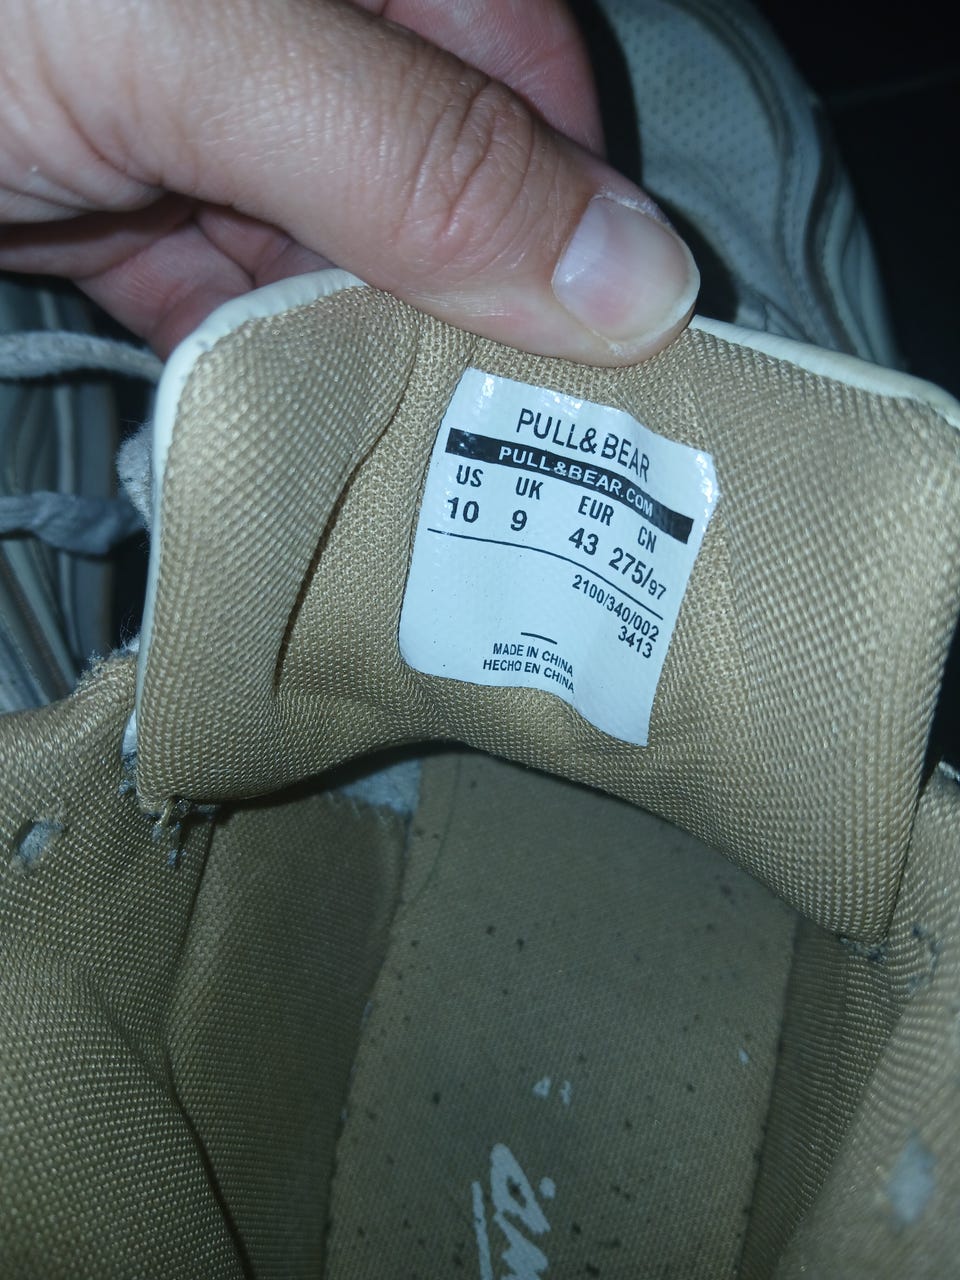 PULL&BEAR
PULL&BEAR.COM
US UK EUR CN
10 9 43 275/97
2100/340/002
3413
MADE IN CHINA
HECHO EN CHINA
43